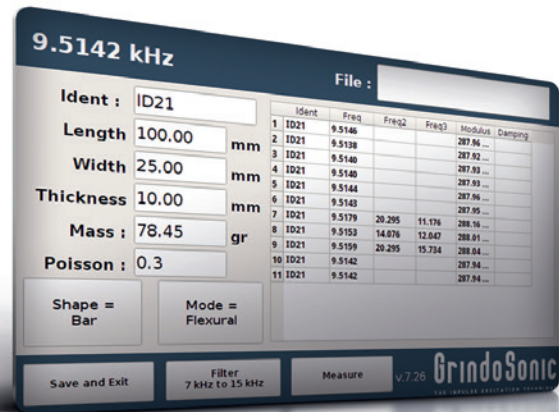 9.5142 kHz
File :
Ident : ID21
Length 100.00 mm
Width 25.00 mm
Thickness 10.00 mm
Mass : 78.45 gr
Poisson : 0.3
Shape =
Bar
Mode =
Flexural
Ident Freq Freq2 Freq3 Modulus Damping
1 ID21 9.5146 287.96 ...
2 ID21 9.5138 287.92 ...
3 ID21 9.5140 287.93 ...
4 ID21 9.5140 287.93 ...
5 ID21 9.5144 287.96 ...
6 ID21 9.5143 287.95 ...
7 ID21 9.5179 20.295 11.176 288.16 ...
8 ID21 9.5153 14.076 12.047 288.01 ...
9 ID21 9.5159 20.295 15.734 288.04 ...
10 ID21 9.5142 287.94 ...
11 ID21 9.5142 287.94 ...
Save and Exit
Filter
7 kHz to 15 kHz
Measure
v.7.26
GrindoSonic
THE IMPULSE EXCITATION TECHNIQUE